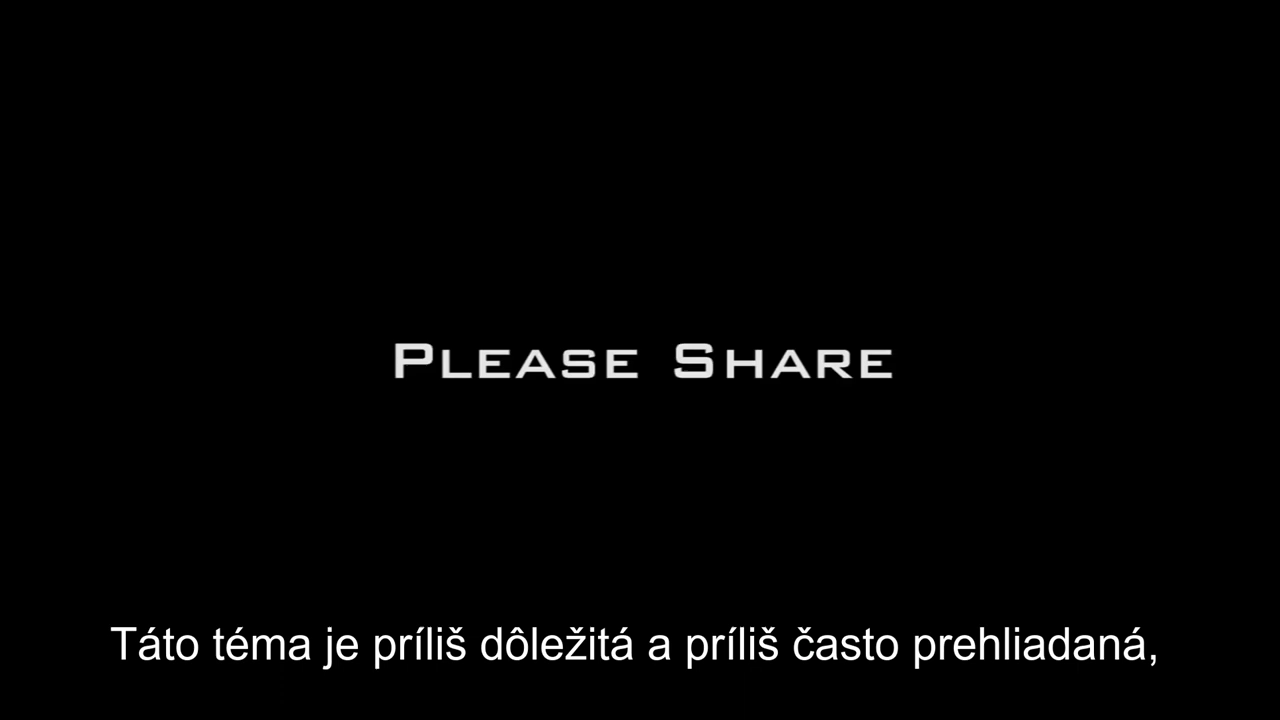 Please Share
Táto téma je príliš dôležitá a príliš často prehliadaná,